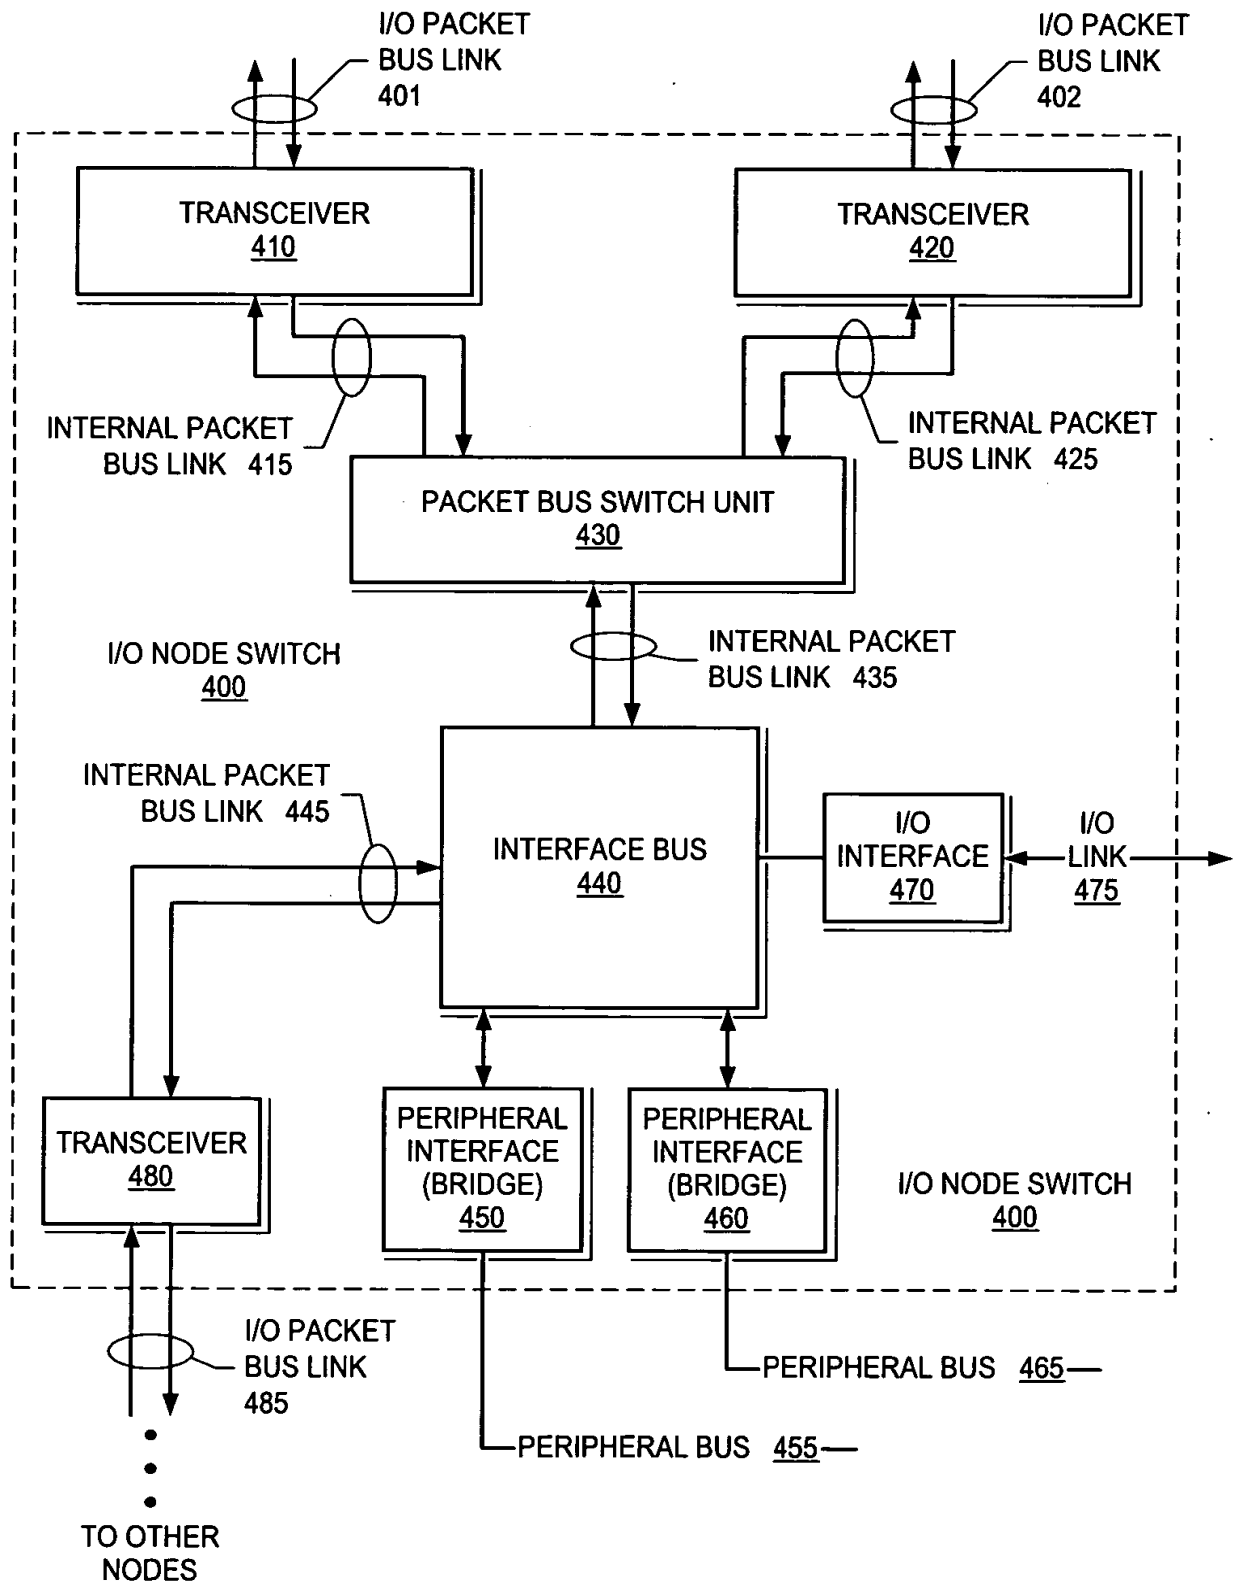 I/O PACKET
BUS LINK
401
I/O PACKET
BUS LINK
402
TRANSCEIVER
410
TRANSCEIVER
420
INTERNAL PACKET
BUS LINK 415
INTERNAL PACKET
BUS LINK 425
PACKET BUS SWITCH UNIT
430
I/O NODE SWITCH
400
INTERNAL PACKET
BUS LINK 435
INTERNAL PACKET
BUS LINK 445
INTERFACE BUS
440
I/O
INTERFACE
470
I/O
LINK
475
TRANSCEIVER
480
PERIPHERAL
INTERFACE
(BRIDGE)
450
PERIPHERAL
INTERFACE
(BRIDGE)
460
I/O NODE SWITCH
400
I/O PACKET
BUS LINK
485
PERIPHERAL BUS 465
PERIPHERAL BUS 455
TO OTHER
NODES